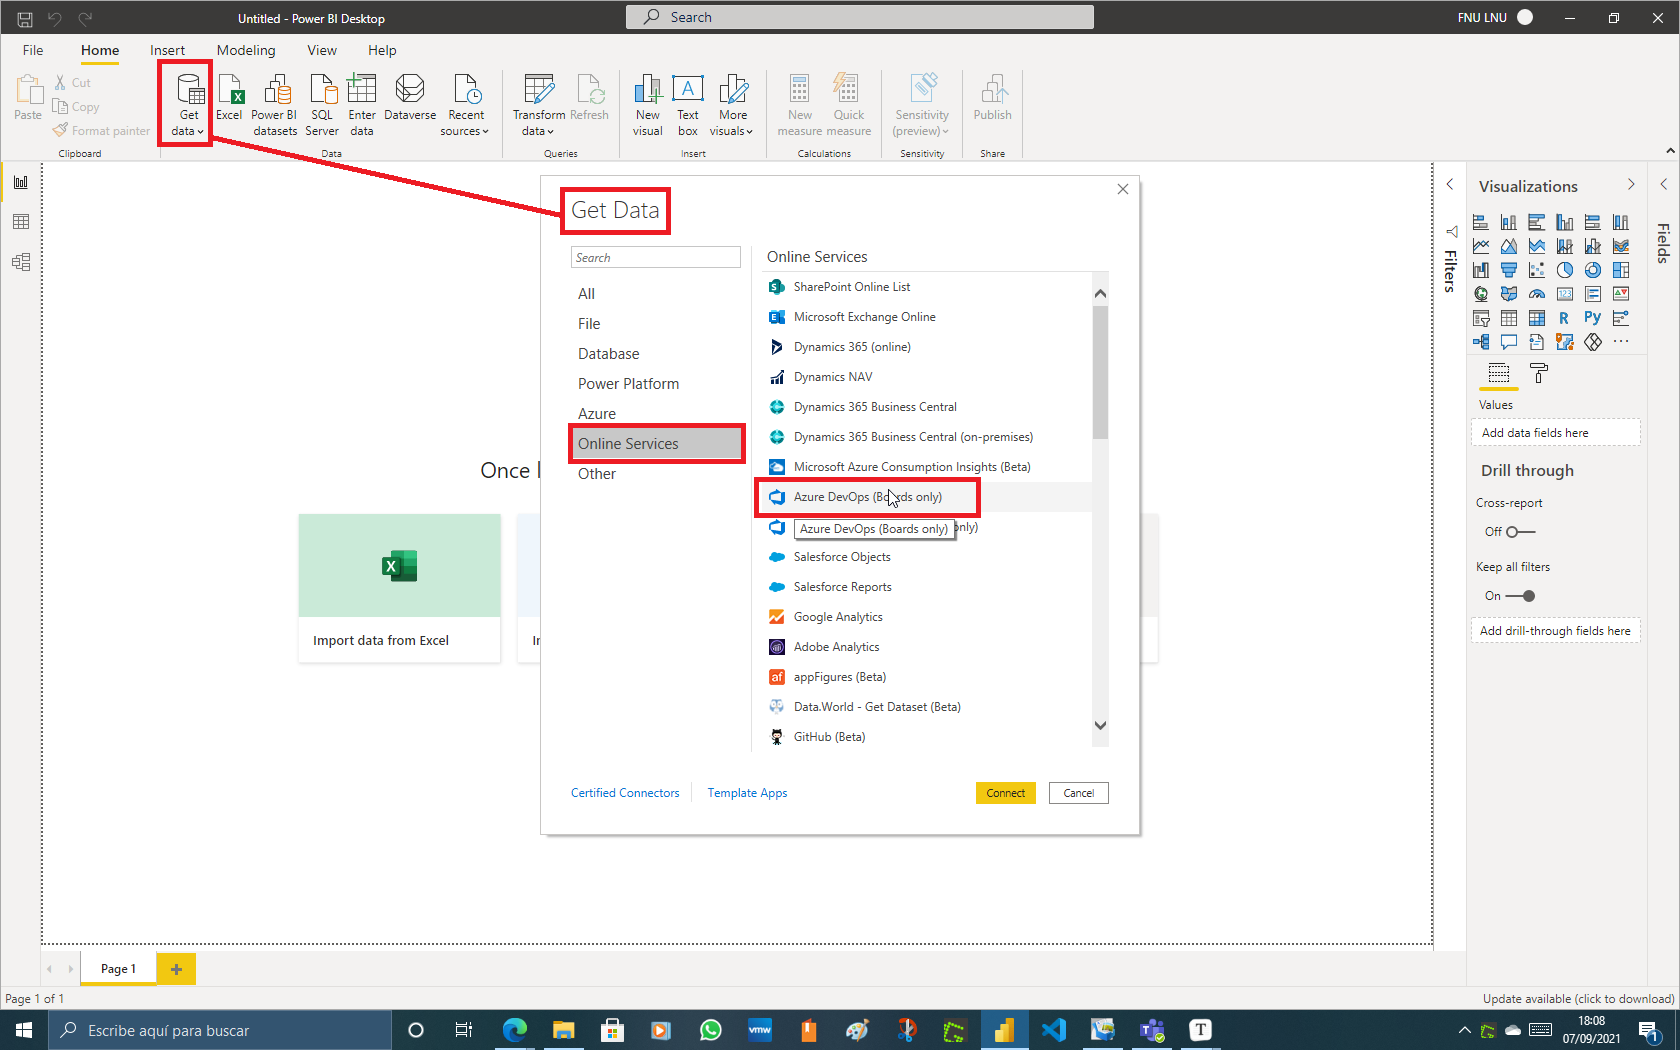 Untitled - Power BI Desktop
Search
FNU LNU
File
Home
Insert
Modeling
View
Help
Paste
Cut
Copy
Format painter
Clipboard
Get data
Excel
Power BI datasets
SQL Server
Enter data
Dataverse
Recent sources
Data
Transform data
Refresh
Queries
New visual
Text box
More visuals
Insert
New measure
Quick measure
Calculations
Sensitivity (preview)
Sensitivity
Publish
Share
Get Data
Search
All
File
Database
Power Platform
Azure
Online Services
Other
Online Services
SharePoint Online List
Microsoft Exchange Online
Dynamics 365 (online)
Dynamics NAV
Dynamics 365 Business Central
Dynamics 365 Business Central (on-premises)
Microsoft Azure Consumption Insights (Beta)
Azure DevOps (Boards only)
Azure DevOps (Boards only)
only)
Salesforce Objects
Salesforce Reports
Google Analytics
Adobe Analytics
appFigures (Beta)
Data.World - Get Dataset (Beta)
GitHub (Beta)
Certified Connectors
Template Apps
Connect
Cancel
Once
Import data from Excel
Filters
Visualizations
Fields
R
Py
123
Values
Add data fields here
Drill through
Cross-report
Off
Keep all filters
On
Add drill-through fields here
Page 1
Page 1 of 1
Update available (click to download)
Escribe aquí para buscar
vmw
T
18:08
07/09/2021
1